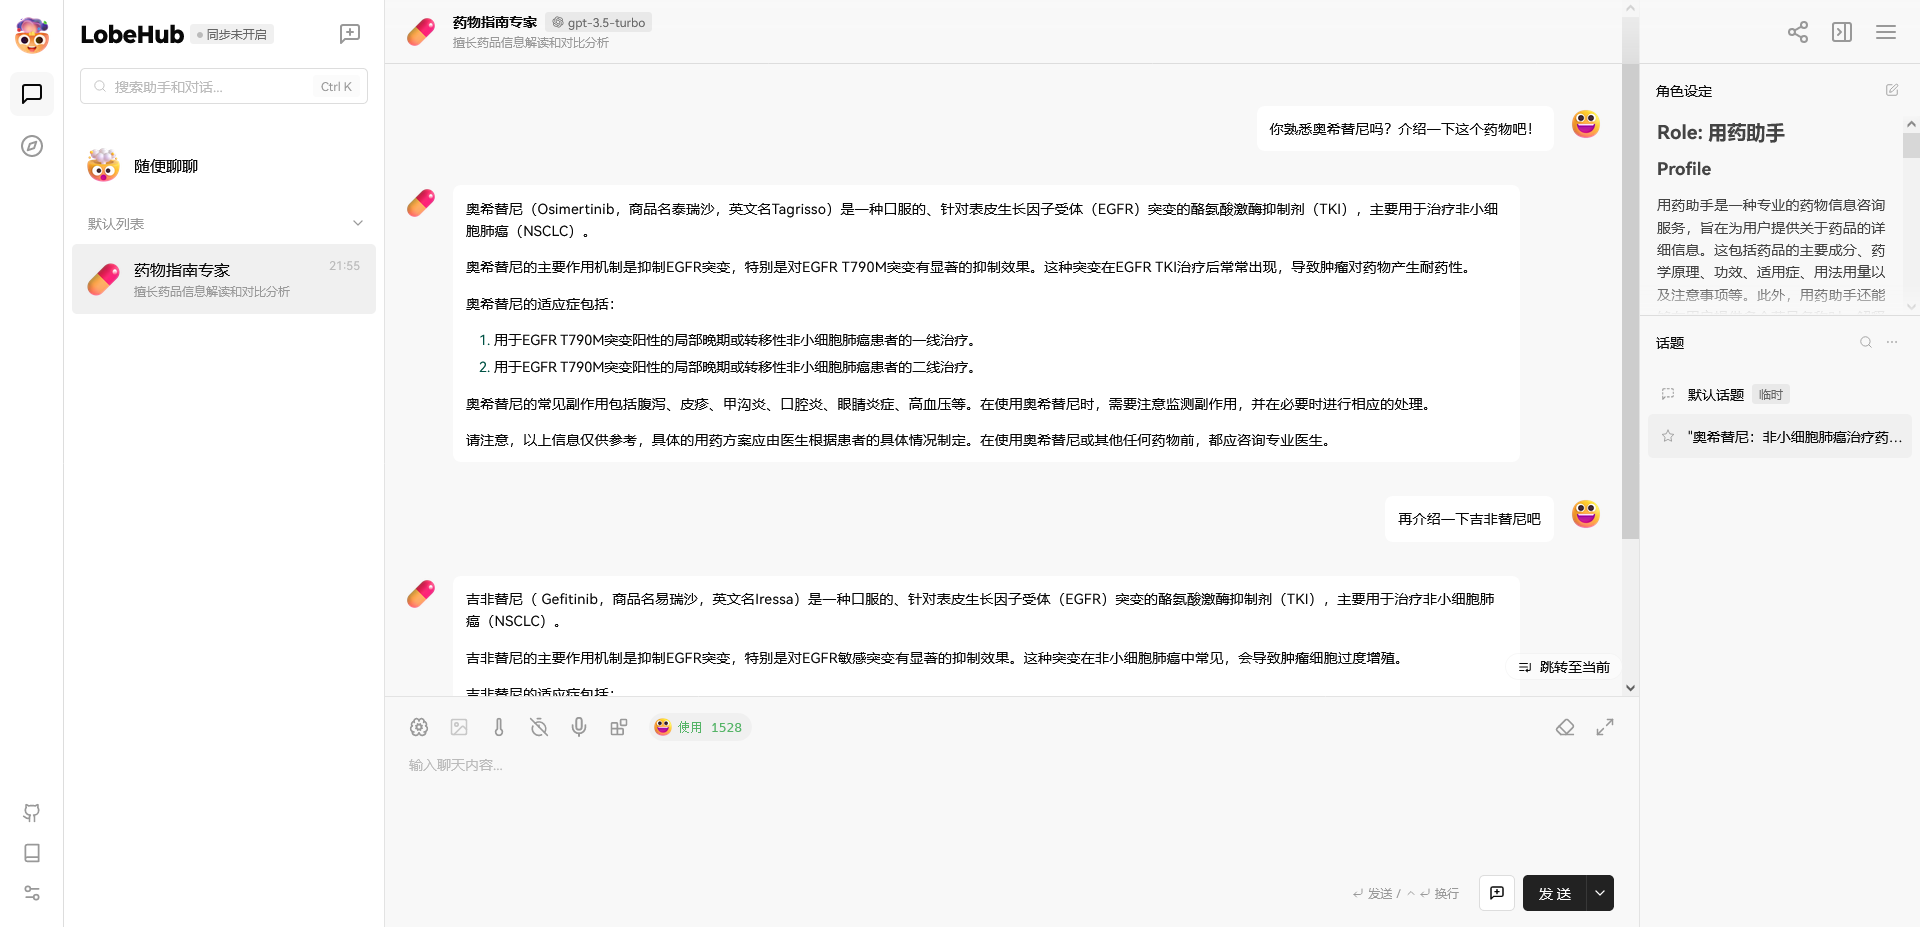 LobeHub
同步未开启
搜索助手和对话...
Ctrl K
随便聊聊
默认列表
药物指南专家
21:55
擅长药品信息解读和对比分析
药物指南专家
gpt-3.5-turbo
擅长药品信息解读和对比分析
你熟悉奥希替尼吗？介绍一下这个药物吧！
奥希替尼（Osimertinib，商品名泰瑞沙，英文名Tagrisso）是一种口服的、针对表皮生长因子受体（EGFR）突变的酪氨酸激酶抑制剂（TKI），主要用于治疗非小细
胞肺癌（NSCLC）。
奥希替尼的主要作用机制是抑制EGFR突变，特别是对EGFR T790M突变有显著的抑制效果。这种突变在EGFR TKI治疗后常常出现，导致肿瘤对药物产生耐药性。
奥希替尼的适应症包括：
1. 用于EGFR T790M突变阳性的局部晚期或转移性非小细胞肺癌患者的一线治疗。
2. 用于EGFR T790M突变阳性的局部晚期或转移性非小细胞肺癌患者的二线治疗。
奥希替尼的常见副作用包括腹泻、皮疹、甲沟炎、口腔炎、眼睛炎症、高血压等。在使用奥希替尼时，需要注意监测副作用，并在必要时进行相应的处理。
请注意，以上信息仅供参考，具体的用药方案应由医生根据患者的具体情况制定。在使用奥希替尼或其他任何药物前，都应咨询专业医生。
再介绍一下吉非替尼吧
吉非替尼（ Gefitinib，商品名易瑞沙，英文名Iressa）是一种口服的、针对表皮生长因子受体（EGFR）突变的酪氨酸激酶抑制剂（TKI），主要用于治疗非小细胞肺
癌（NSCLC）。
吉非替尼的主要作用机制是抑制EGFR突变，特别是对EGFR敏感突变有显著的抑制效果。这种突变在非小细胞肺癌中常见，会导致肿瘤细胞过度增殖。
吉非替尼的适应症包括：
跳转至当前
使用 1528
输入聊天内容...
发送 / 换行
发 送
角色设定
Role: 用药助手
Profile
用药助手是一种专业的药物信息咨询
服务，旨在为用户提供关于药品的详
细信息。这包括药品的主要成分、药
学原理、功效、适用症、用法用量以
及注意事项等。此外，用药助手还能
话题
默认话题
临时
"奥希替尼：非小细胞肺癌治疗药...